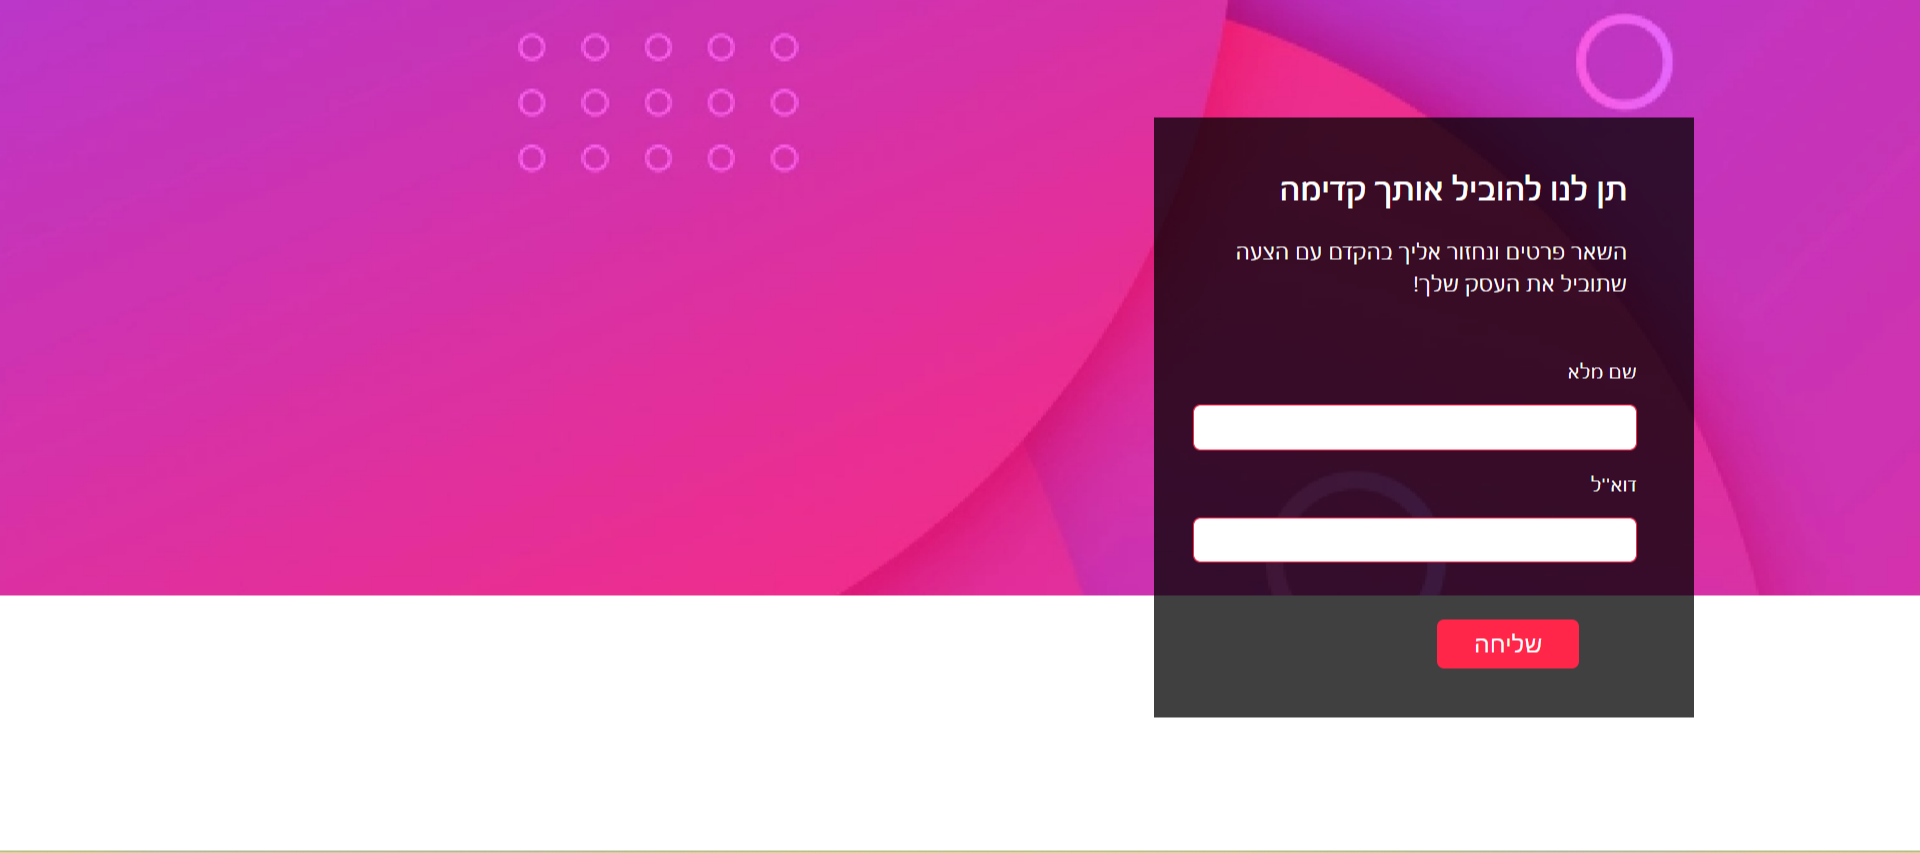 תן לנו להוביל אותך קדימה
השאר פרטים ונחזור אליך בהקדם עם הצעה
שתוביל את העסק שלך!
שם מלא
דוא''ל
שליחה